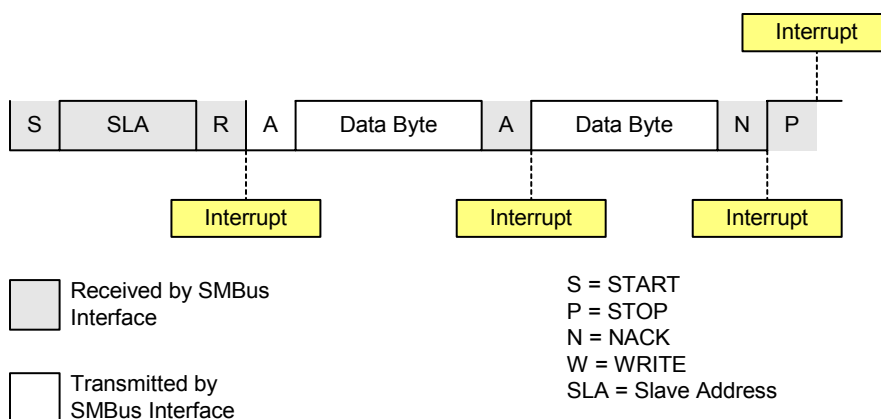 Interrupt
S SLA R A Data Byte A Data Byte N P
Interrupt Interrupt Interrupt
Received by SMBus
Interface
Transmitted by
SMBus Interface
S = START
P = STOP
N = NACK
W = WRITE
SLA = Slave Address